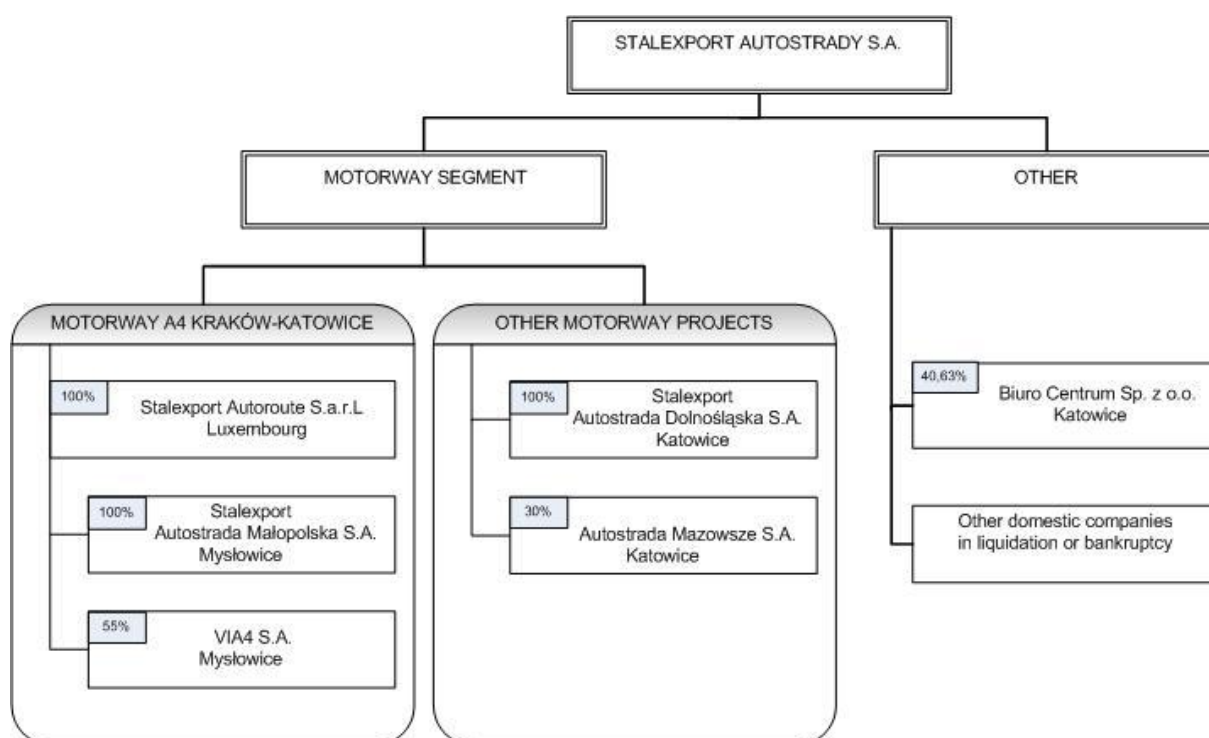 STALEXPORT AUTOSTRADY S.A.
MOTORWAY SEGMENT
OTHER
MOTORWAY A4 KRAKÓW-KATOWICE
100%
Stalexport Autoroute S.a.r.L
Luxembourg
100%
Stalexport
Autostrada Małopolska S.A.
Mysłowice
55%
VIA4 S.A.
Mysłowice
OTHER MOTORWAY PROJECTS
100%
Stalexport
Autostrada Dolnośląska S.A.
Katowice
30%
Autostrada Mazowsze S.A.
Katowice
40,63%
Biuro Centrum Sp. z o.o.
Katowice
Other domestic companies
in liquidation or bankruptcy